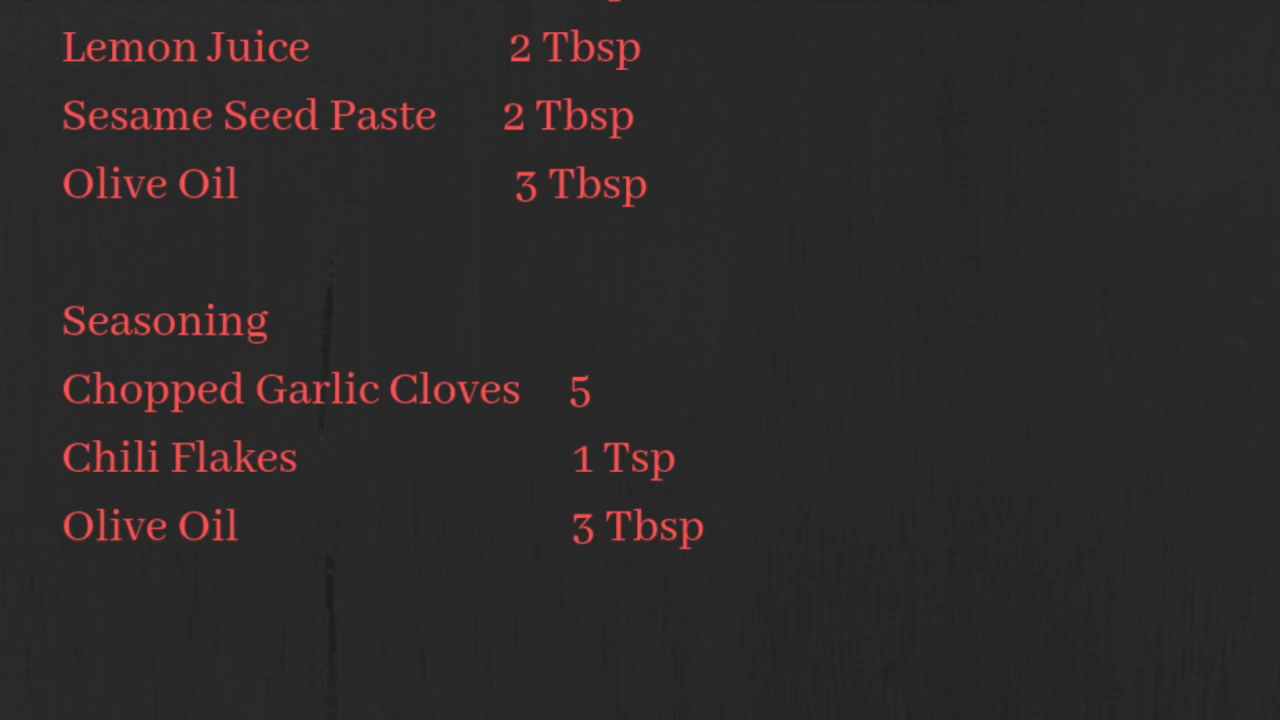 Lemon Juice 2 Tbsp
Sesame Seed Paste 2 Tbsp
Olive Oil 3 Tbsp
Seasoning
Chopped Garlic Cloves 5
Chili Flakes 1 Tsp
Olive Oil 3 Tbsp